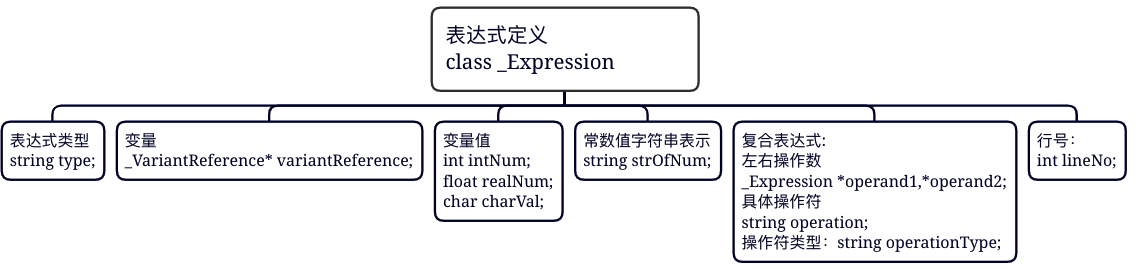 表达式定义
class _Expression
表达式类型
string type;
变量
_VariantReference* variantReference;
变量值
int intNum;
float realNum;
char charVal;
常数值字符串表示
string strOfNum;
复合表达式:
左右操作数
_Expression *operand1,*operand2;
具体操作符
string operation;
操作符类型：string operationType;
行号：
int lineNo;